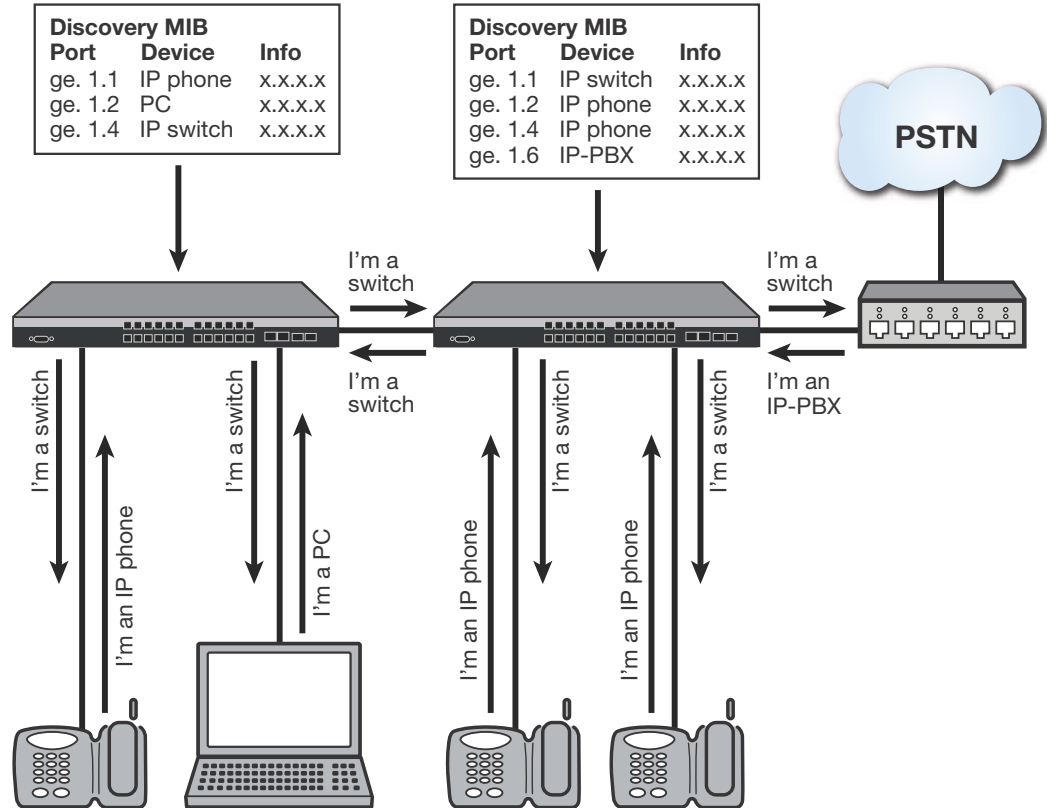 Discovery MIB
Port Device Info
ge. 1.1 IP phone x.x.x.x
ge. 1.2 PC x.x.x.x
ge. 1.4 IP switch x.x.x.x
Discovery MIB
Port Device Info
ge. 1.1 IP switch x.x.x.x
ge. 1.2 IP phone x.x.x.x
ge. 1.4 IP phone x.x.x.x
ge. 1.6 IP-PBX x.x.x.x
PSTN
I'm a
switch
I'm a
switch
I'm a
switch
I'm an
IP-PBX
I'm a switch
I'm an IP phone
I'm a switch
I'm a PC
I'm an IP phone
I'm a switch
I'm an IP phone
I'm a switch